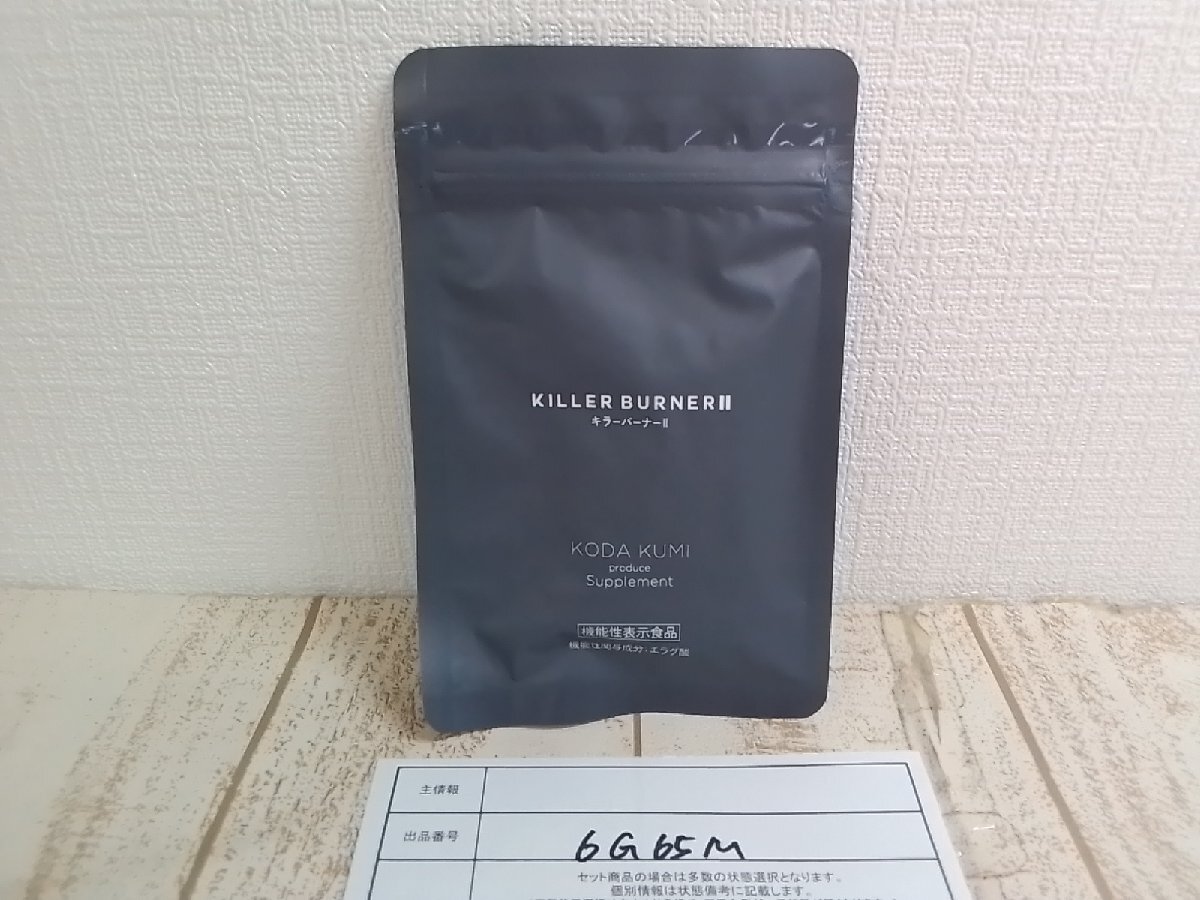 KILLER BURNERⅡ
キラーバーナーⅡ
KODA KUMI
produce
Supplement
機能性表示食品
機能性関与成分:エラグ酸
主情報
出品番号
6G65M
セット商品の場合は多数の状態選択となります。
個別情報は状態備考に記載します。